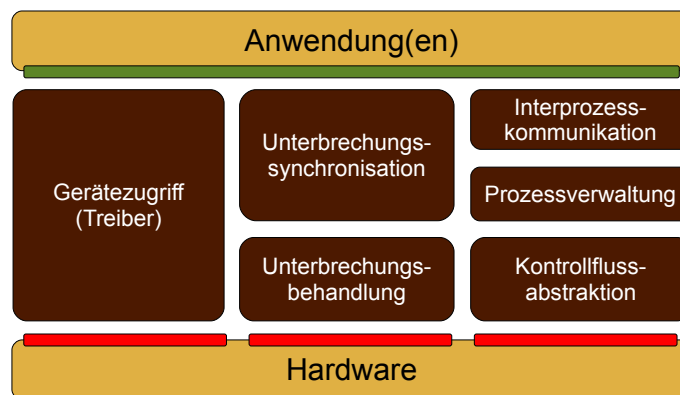 Anwendung(en)
Gerätezugriff
(Treiber)
Unterbrechungs-
synchronisation
Unterbrechungs-
behandlung
Interprozess-
kommunikation
Prozessverwaltung
Kontrollfluss-
abstraktion
Hardware